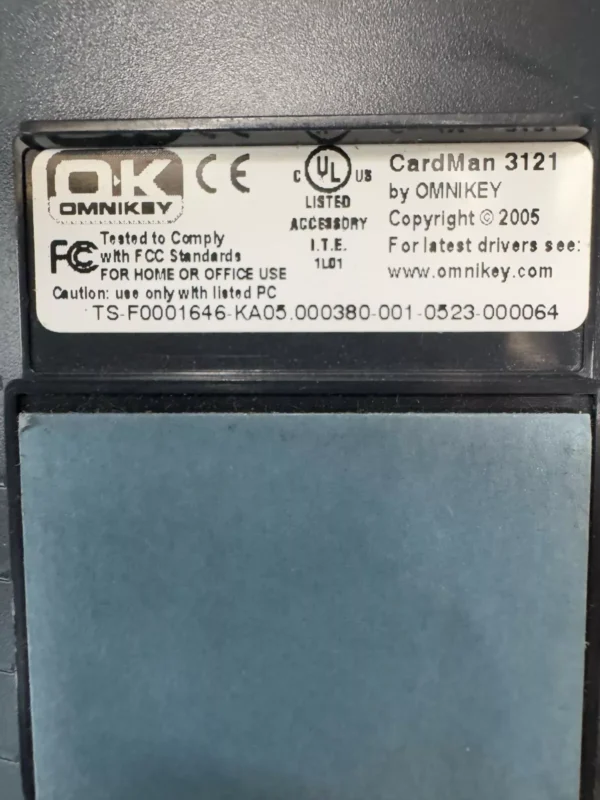 O·K
OMNIKEY
CE
C UL US
LISTED
ACCESSORY
I.T.E.
1L01
CardMan 3121
by OMNIKEY
Copyright © 2005
For latest drivers see:
www.omnikey.com
FC Tested to Comply
with FCC Standards
FOR HOME OR OFFICE USE
Caution: use only with listed PC
TS-F0001646-KA05.000380-001-0523-000064